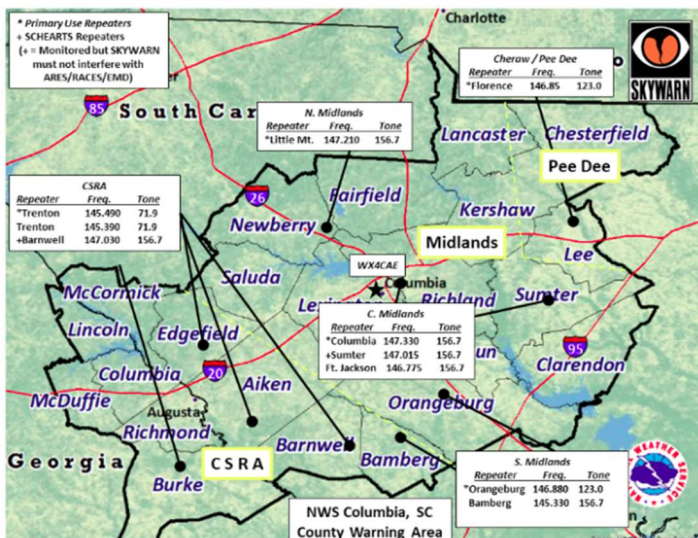 * Primary Use Repeaters
+ SCHEARTS Repeaters
(+ = Monitored but SKYWARN
must not interfere with
ARES/RACES/EMD)
Charlotte
Cheraw / Pee Dee
Repeater Freq. Tone
*Florence 146.85 123.0
SKYWARN
85
South Car
N. Midlands
Repeater Freq. Tone
*Little Mt. 147.210 156.7
Lancaster
Chesterfield
Pee Dee
CSRA
Repeater Freq. Tone
*Trenton 145.490 71.9
Trenton 145.390 71.9
+Barnwell 147.030 156.7
26
Fairfield
Newberry
Kershaw
Midlands
Lee
WX4CAE
Columbia
Saluda
McCormick
Richland
Sumter
Lincoln
Edgefield
C. Midlands
Repeater Freq. Tone
*Columbia 147.330 156.7
+Sumter 147.015 156.7
Ft. Jackson 146.775 156.7
95
Clarendon
Columbia
20
Aiken
McDuffie
Augusta
Richmond
Orangeburg
Barnwell
Bamberg
Georgia
CSRA
Burke
S. Midlands
Repeater Freq. Tone
*Orangeburg 146.880 123.0
Bamberg 145.330 156.7
NWS Columbia, SC
County Warning Area